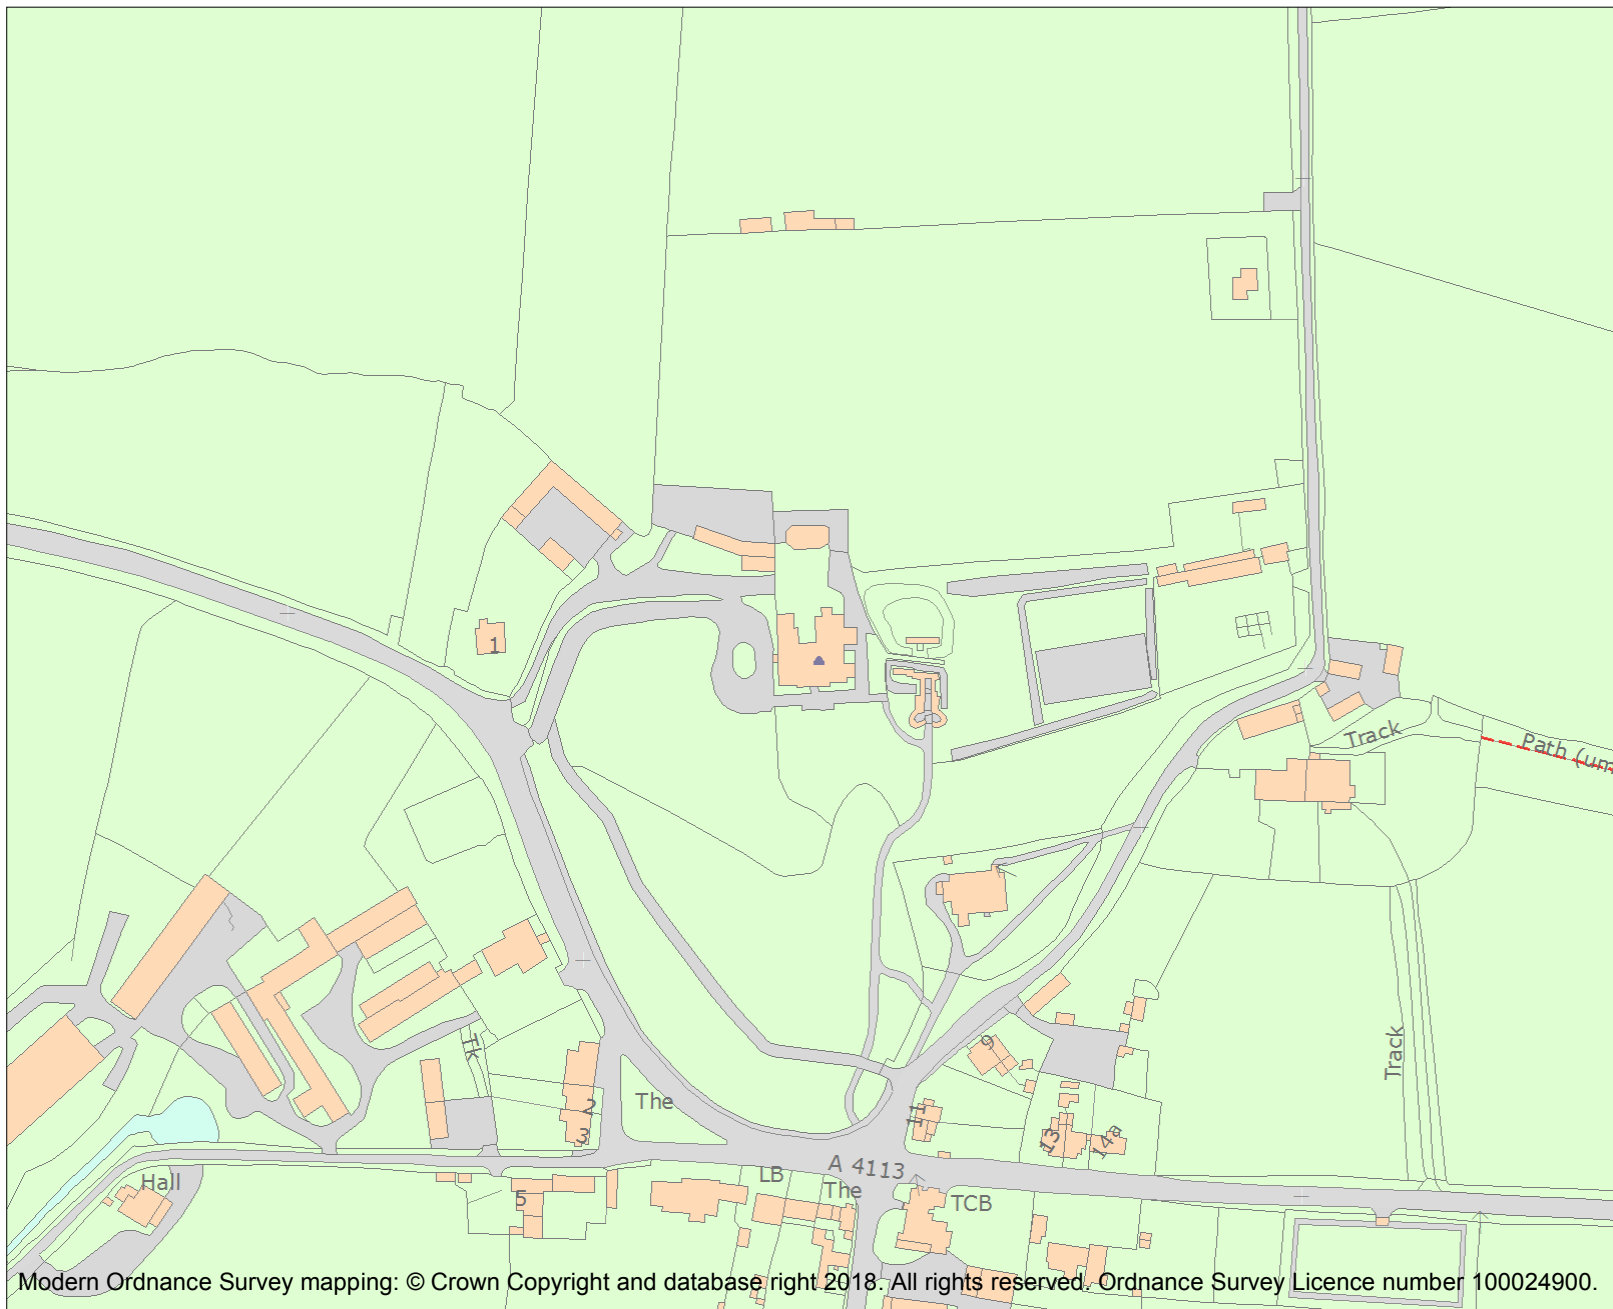 1
Track
Path (um
9
Tk
Track
The
2
11
3
13
14a
A 4113
LB
The
Hall
5
TCB
Modern Ordnance Survey mapping: © Crown Copyright and database right 2018. All rights reserved. Ordnance Survey Licence number 100024900.